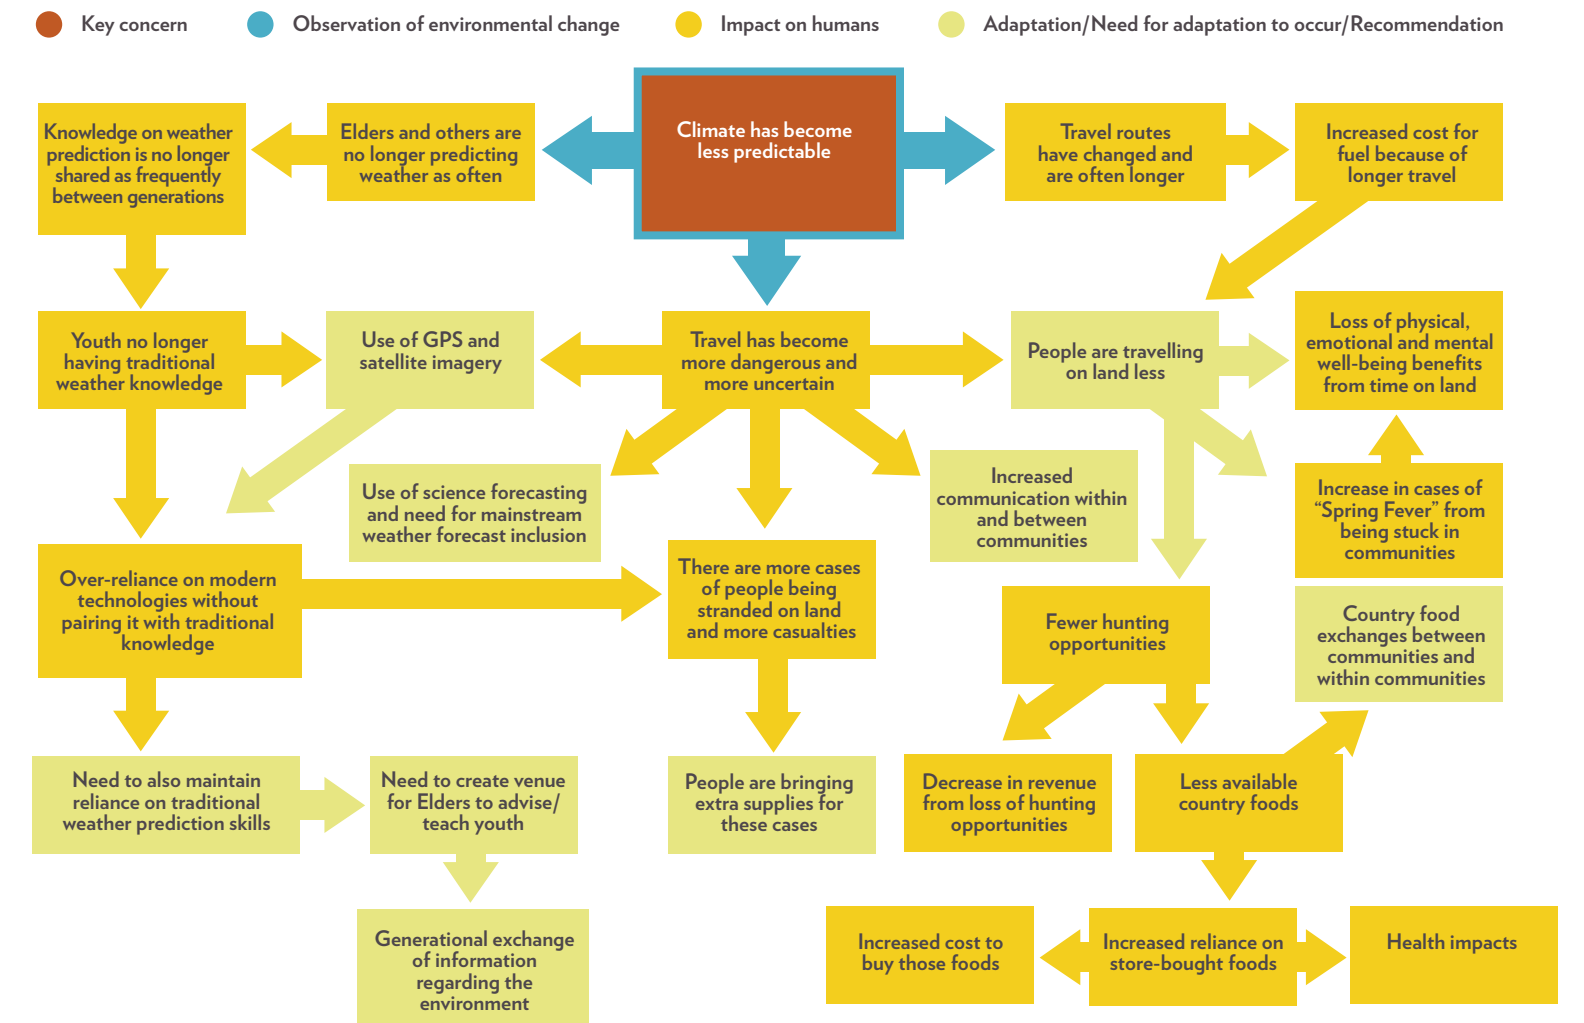 Key concern
Observation of environmental change
Impact on humans
Adaptation/Need for adaptation to occur/Recommendation
Climate has become
less predictable
Knowledge on weather
prediction is no longer
shared as frequently
between generations
Elders and others are
no longer predicting
weather as often
Travel routes
have changed and
are often longer
Increased cost for
fuel because of
longer travel
Youth no longer
having traditional
weather knowledge
Use of GPS and
satellite imagery
Travel has become
more dangerous and
more uncertain
People are travelling
on land less
Loss of physical,
emotional and mental
well-being benefits
from time on land
Use of science forecasting
and need for mainstream
weather forecast inclusion
Increased
communication within
and between
communities
Increase in cases of
“Spring Fever” from
being stuck in
communities
Over-reliance on modern
technologies without
pairing it with traditional
knowledge
There are more cases
of people being
stranded on land
and more casualties
Fewer hunting
opportunities
Country food
exchanges between
communities and
within communities
Need to also maintain
reliance on traditional
weather prediction skills
Need to create venue
for Elders to advise/
teach youth
People are bringing
extra supplies for
these cases
Decrease in revenue
from loss of hunting
opportunities
Less available
country foods
Generational exchange
of information
regarding the
environment
Increased cost to
buy those foods
Increased reliance on
store-bought foods
Health impacts